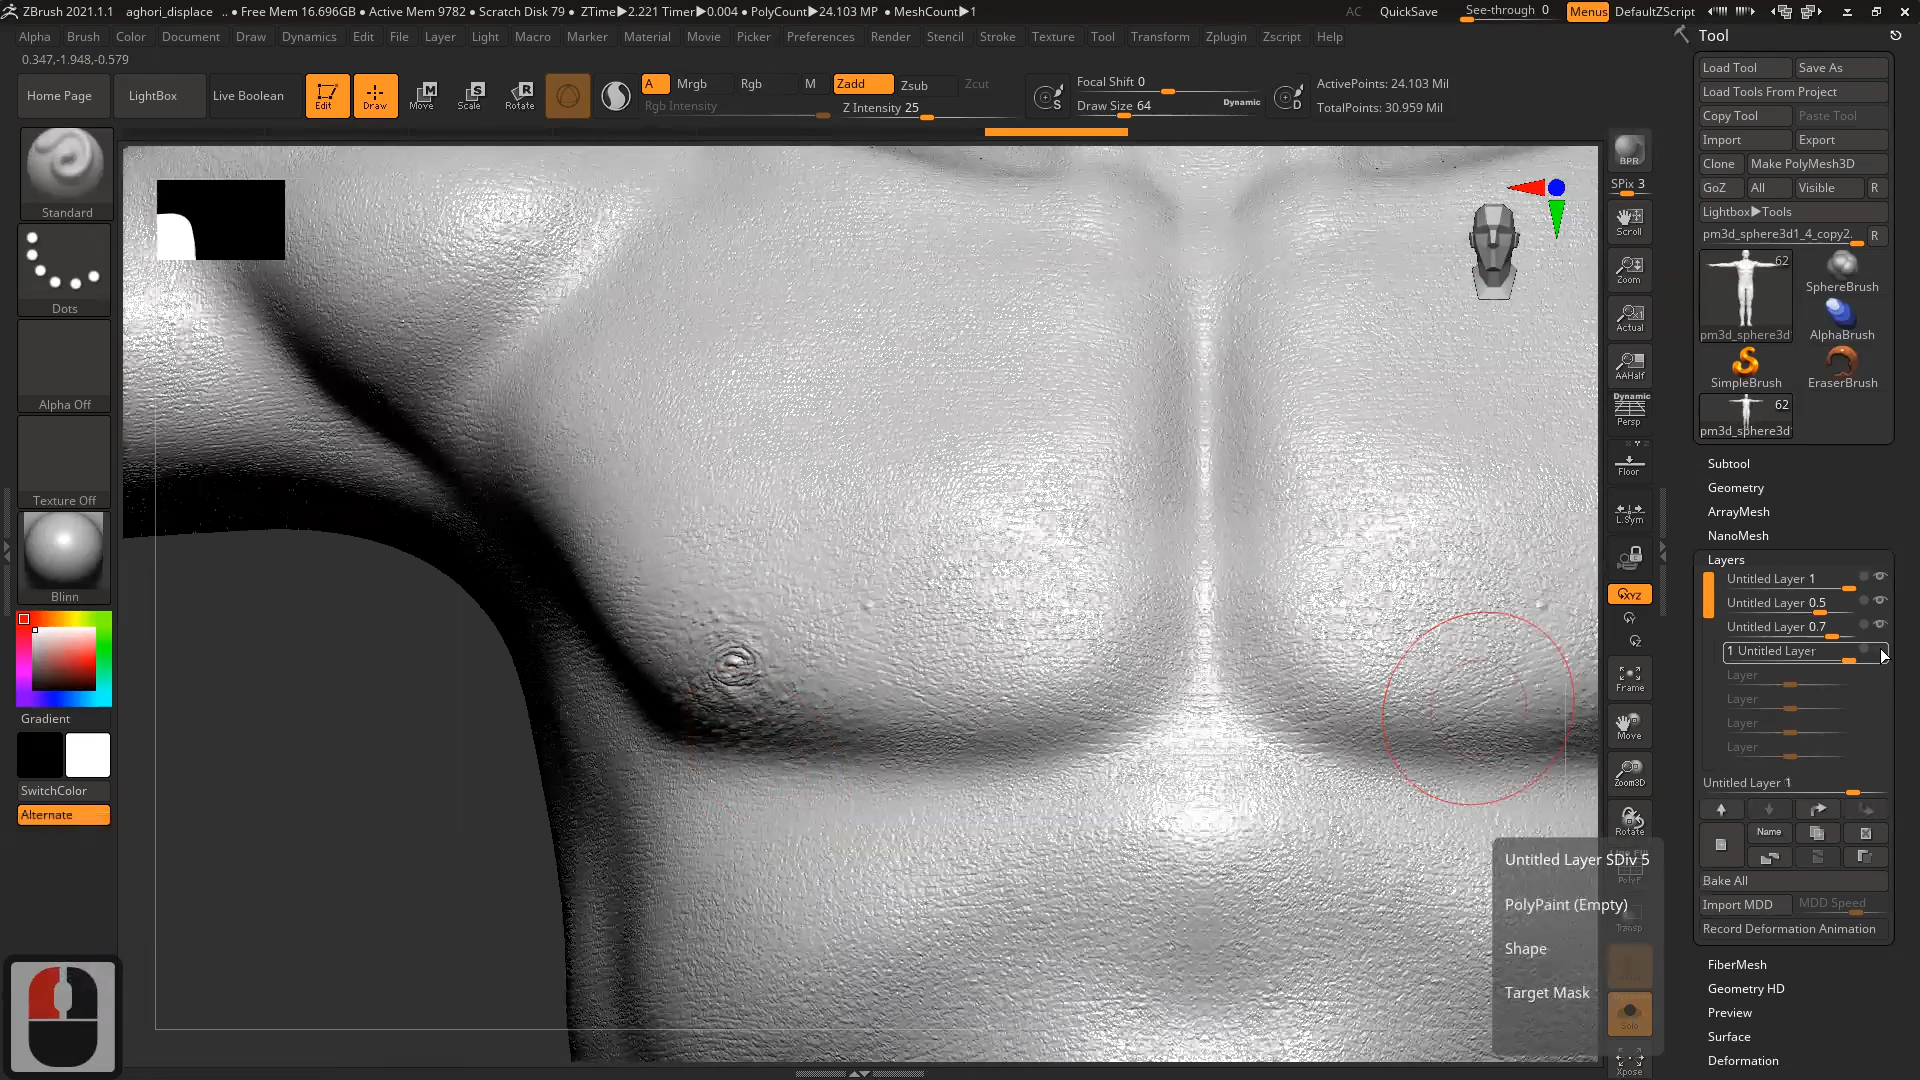 ZBrush 2021.1.1 aghori_displace .. ● Free Mem 16.696GB ● Active Mem 9782 ● Scratch Disk 79 ● ZTime▶2.221 Timer▶0.004 ● PolyCount▶24.103 MP ● MeshCount▶1 AC QuickSave See-through 0 Menus DefaultZScript
Alpha Brush Color Document Draw Dynamics Edit File Layer Light Macro Marker Material Movie Picker Preferences Render Stencil Stroke Texture Tool Transform Zplugin Zscript Help
Tool
0.347,-1.948,-0.579
Home Page LightBox Live Boolean Edit Draw Move Scale Rotate
A Mrgb Rgb M Zadd Zsub Zcut
Rgb Intensity Z Intensity 25
Focal Shift 0
Draw Size 64 Dynamic
ActivePoints: 24.103 Mil
TotalPoints: 30.959 Mil
Standard
Dots
Alpha Off
Texture Off
Blinn
Gradient
SwitchColor
Alternate
BPR
SPix 3
Scroll
Zoom
Actual
AAHalf
Dynamic
Persp
Floor
L.Sym
XYZ
Frame
Move
Zoom3D
Rotate
Line Fill
PolyF
Transp
Solo
Xpose
Untitled Layer SDiv 5
PolyPaint (Empty)
Shape
Target Mask
Load Tool Save As
Load Tools From Project
Copy Tool Paste Tool
Import Export
Clone Make PolyMesh3D
GoZ All Visible R
Lightbox▶Tools
pm3d_sphere3d1_4_copy2. R
62
pm3d_sphere3d
SphereBrush
AlphaBrush
SimpleBrush
EraserBrush
62
pm3d_sphere3d
Subtool
Geometry
ArrayMesh
NanoMesh
Layers
Untitled Layer 1
Untitled Layer 0.5
Untitled Layer 0.7
1 Untitled Layer
Layer
Layer
Layer
Layer
Untitled Layer 1
Name
Bake All
Import MDD MDD Speed
Record Deformation Animation
FiberMesh
Geometry HD
Preview
Surface
Deformation